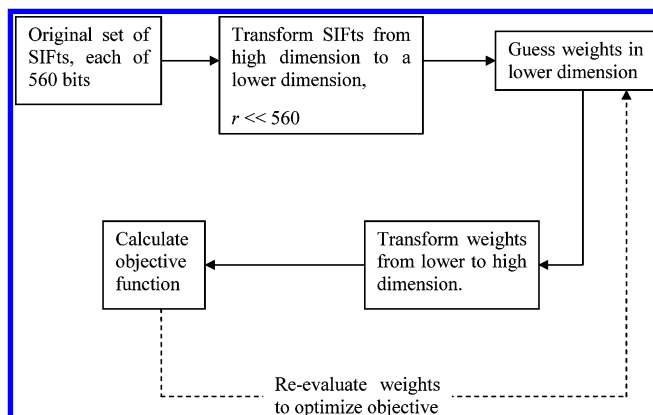 Original set of
SIFts, each of
560 bits
Transform SIFts from
high dimension to a
lower dimension,
r << 560
Guess weights in
lower dimension
Calculate
objective
function
Transform weights
from lower to high
dimension.
Re-evaluate weights
to optimize objective